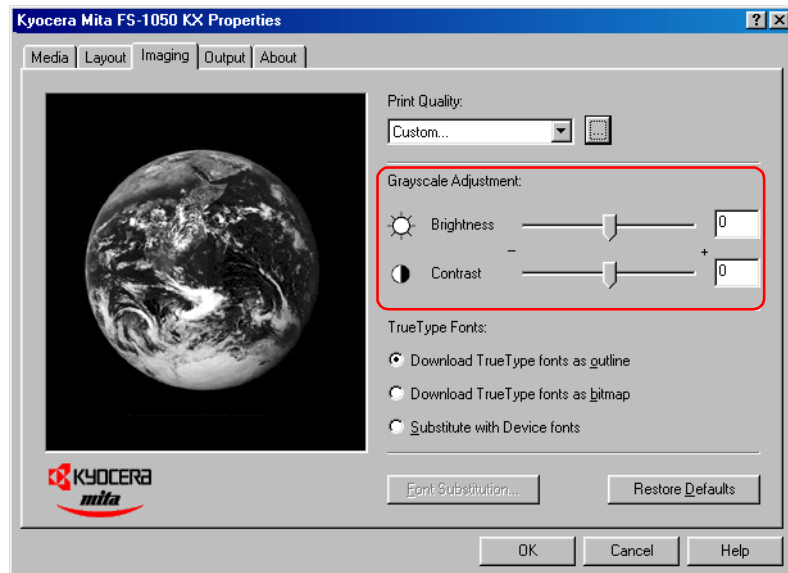 Kyocera Mita FS-1050 KX Properties
Media Layout Imaging Output About
Print Quality:
Custom...
Grayscale Adjustment:
Brightness 0
- +
Contrast 0
TrueType Fonts:
Download TrueType fonts as outline
Download TrueType fonts as bitmap
Substitute with Device fonts
KYOCERA
mita
Font Substitution...
Restore Defaults
OK Cancel Help